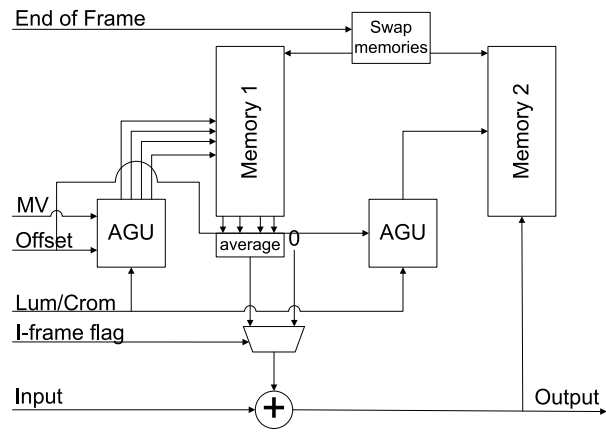 End of Frame
Swap
memories
Memory 1
Memory 2
MV
AGU
Offset
average
0
AGU
Lum/Crom
I-frame flag
Input
+
Output